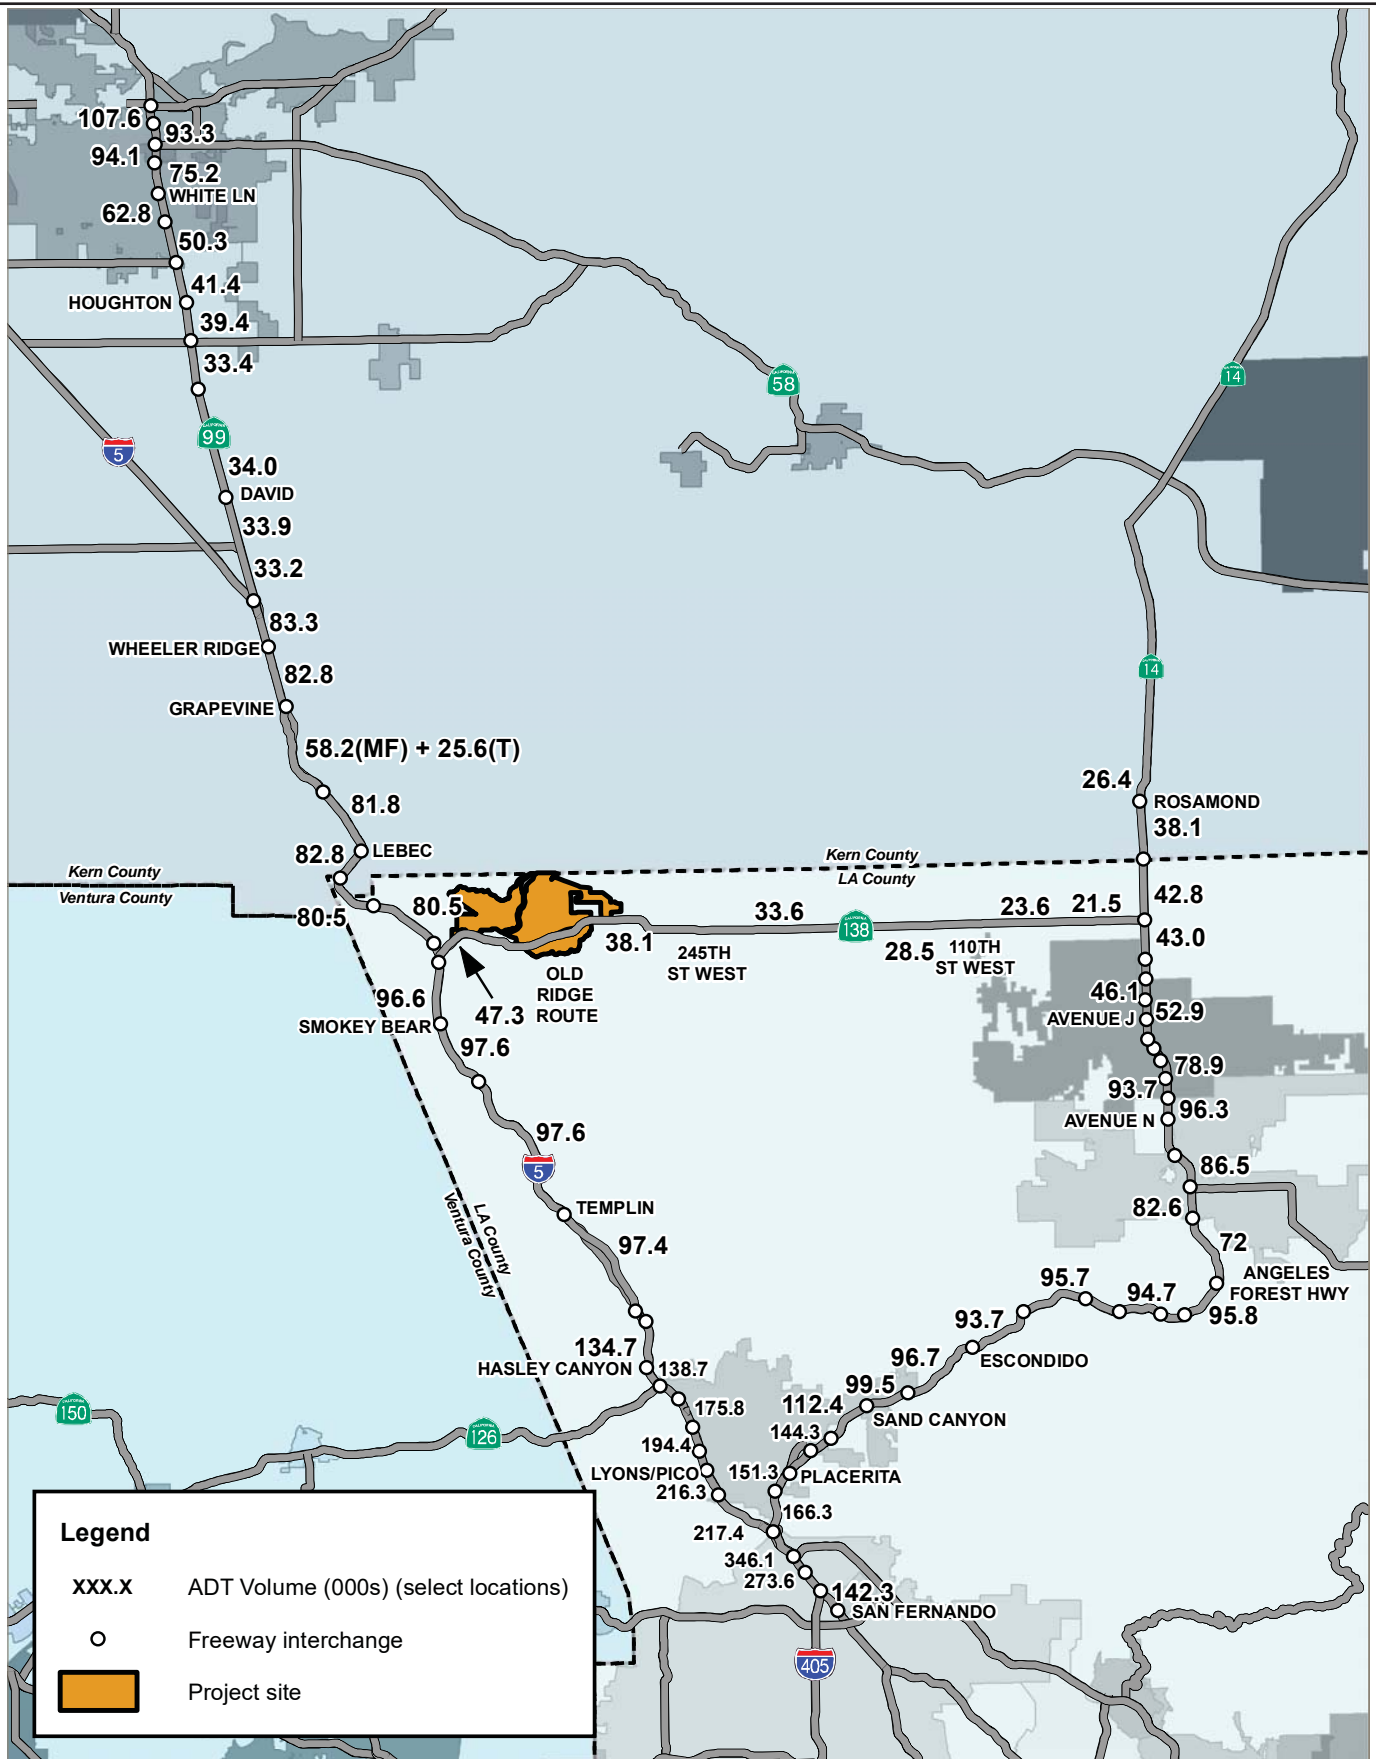 107.6
93.3
94.1
75.2
WHITE LN
62.8
50.3
41.4
HOUGHTON
39.4
33.4
CALIFORNIA
58
CALIFORNIA
14
CALIFORNIA
99
5
34.0
DAVID
33.9
33.2
83.3
WHEELER RIDGE
82.8
GRAPEVINE
CALIFORNIA
14
58.2(MF) + 25.6(T)
26.4
ROSAMOND
81.8
38.1
LEBEC
82.8
Kern County
LA County
Kern County
Ventura County
42.8
80.5
80.5
33.6
23.6
21.5
CALIFORNIA
138
38.1
43.0
245TH
ST WEST
28.5
110TH
ST WEST
OLD
RIDGE
ROUTE
96.6
47.3
SMOKEY BEAR
46.1
52.9
AVENUE J
97.6
78.9
93.7
96.3
AVENUE N
97.6
5
86.5
TEMPLIN
82.6
LA County
Ventura County
97.4
72
ANGELES
FOREST HWY
95.7
94.7
95.8
93.7
134.7
HASLEY CANYON
138.7
96.7
ESCONDIDO
99.5
CALIFORNIA
150
175.8
112.4
SAND CANYON
CALIFORNIA
126
194.4
144.3
LYONS/PICO
151.3
PLACERITA
216.3
166.3
217.4
346.1
273.6
142.3
SAN FERNANDO
405
Legend
XXX.X ADT Volume (000s) (select locations)
Freeway interchange
Project site